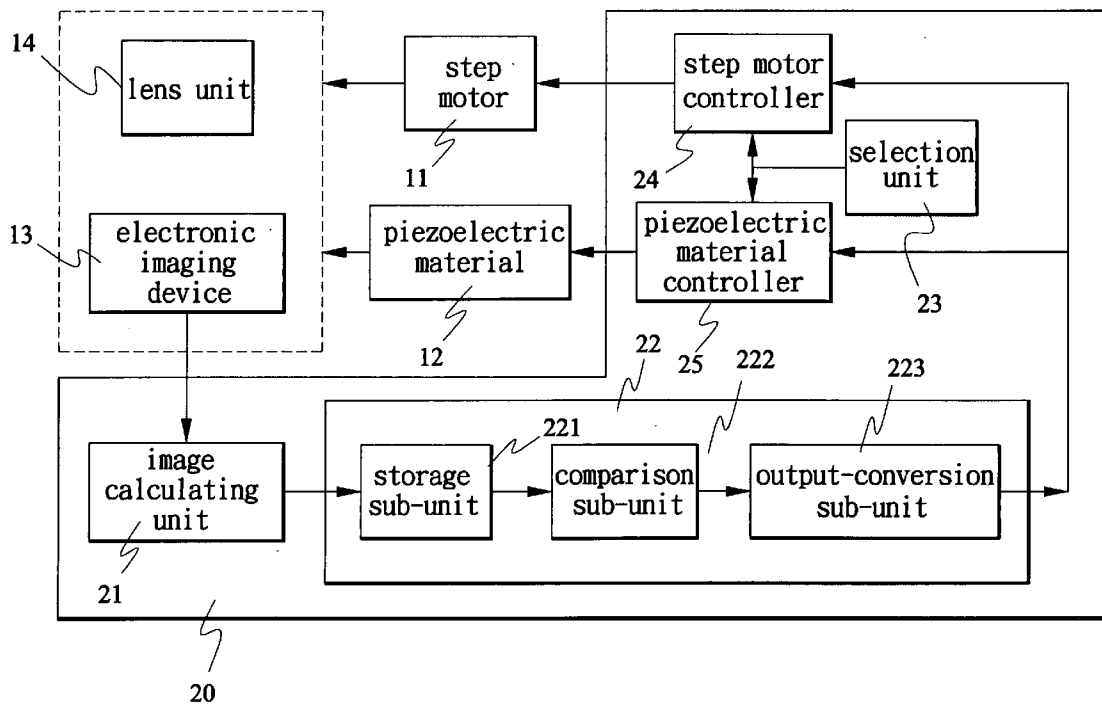 14
lens unit
step
motor
11
step motor
controller
24
selection
unit
23
13
electronic
imaging
device
piezoelectric
material
12
piezoelectric
material controller
25
22
222
223
221
image
calculating
unit
21
storage
sub-unit
comparison
sub-unit
output-conversion
sub-unit
20